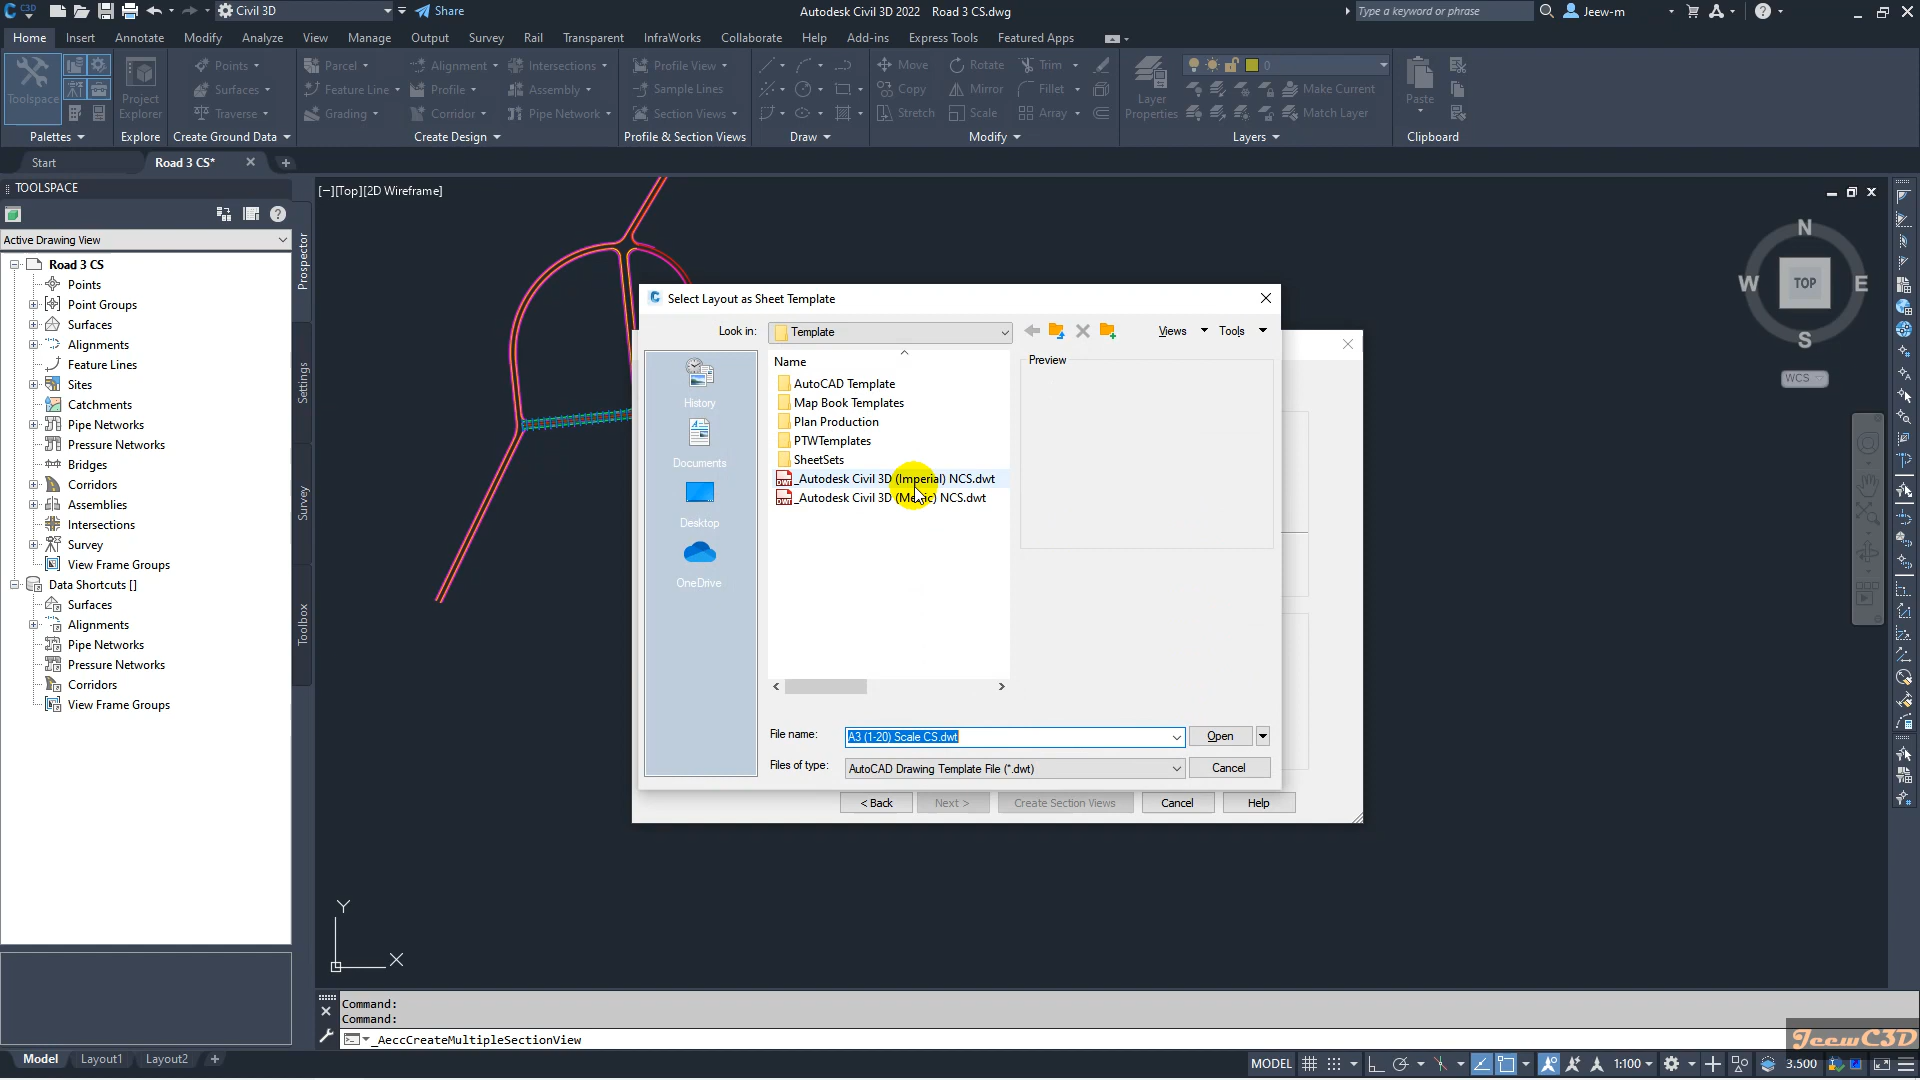 C3D
Civil 3D
Share
Autodesk Civil 3D 2022 Road 3 CS.dwg
Type a keyword or phrase
Jeew-m
Home Insert Annotate Modify Analyze View Manage Output Survey Rail Transparent InfraWorks Collaborate Help Add-ins Express Tools Featured Apps
Toolspace
Project Explorer
Points
Surfaces
Traverse
Parcel
Feature Line
Grading
Alignment
Profile
Corridor
Intersections
Assembly
Pipe Network
Profile View
Sample Lines
Section Views
Move
Copy
Stretch
Rotate
Mirror
Scale
Trim
Fillet
Array
Layer Properties
0
Make Current
Match Layer
Paste
Palettes
Explore
Create Ground Data
Create Design
Profile & Section Views
Draw
Modify
Layers
Clipboard
Start
Road 3 CS*
TOOLSPACE
Active Drawing View
Road 3 CS
Points
Point Groups
Surfaces
Alignments
Feature Lines
Sites
Catchments
Pipe Networks
Pressure Networks
Bridges
Corridors
Assemblies
Intersections
Survey
View Frame Groups
Data Shortcuts []
Surfaces
Alignments
Pipe Networks
Pressure Networks
Corridors
View Frame Groups
Prospector
Settings
Survey
Toolbox
[−][Top][2D Wireframe]
N
W
TOP
E
S
WCS
Select Layout as Sheet Template
Look in:
Template
Views
Tools
Name
Preview
AutoCAD Template
Map Book Templates
Plan Production
PTWTemplates
SheetSets
_Autodesk Civil 3D (Imperial) NCS.dwt
_Autodesk Civil 3D (Metric) NCS.dwt
History
Documents
Desktop
OneDrive
File name:
A3 (1-20) Scale CS.dwt
Open
Files of type:
AutoCAD Drawing Template File (*.dwt)
Cancel
< Back
Next >
Create Section Views
Cancel
Help
Y
X
Command:
Command:
_AeccCreateMultipleSectionView
Model
Layout1
Layout2
MODEL
1:100
3.500
JeewC3D